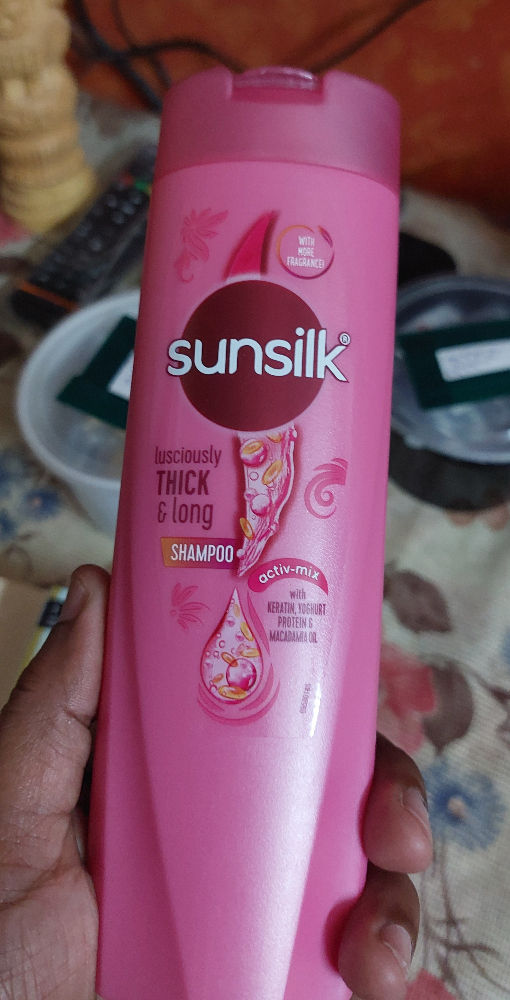 WITH
MORE
FRAGRANCE!
sunsilk®
lusciously
THICK
& long
SHAMPOO
activ-mix
with
KERATIN, YOGHURT
PROTEIN &
MACADAMIA OIL